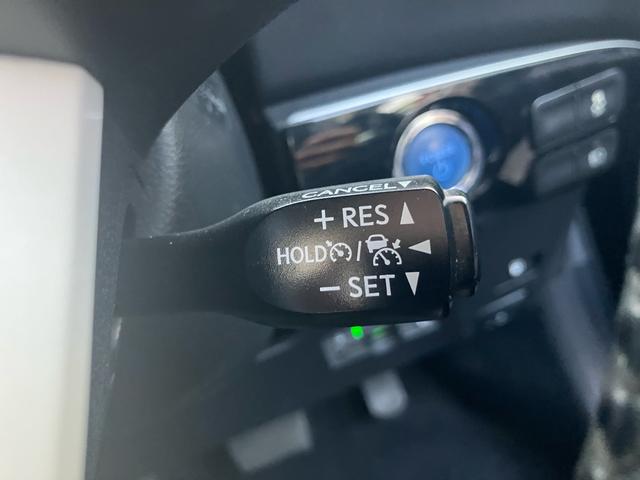 CANCEL▼
+ RES ▲
HOLD / ◀
− SET ▼